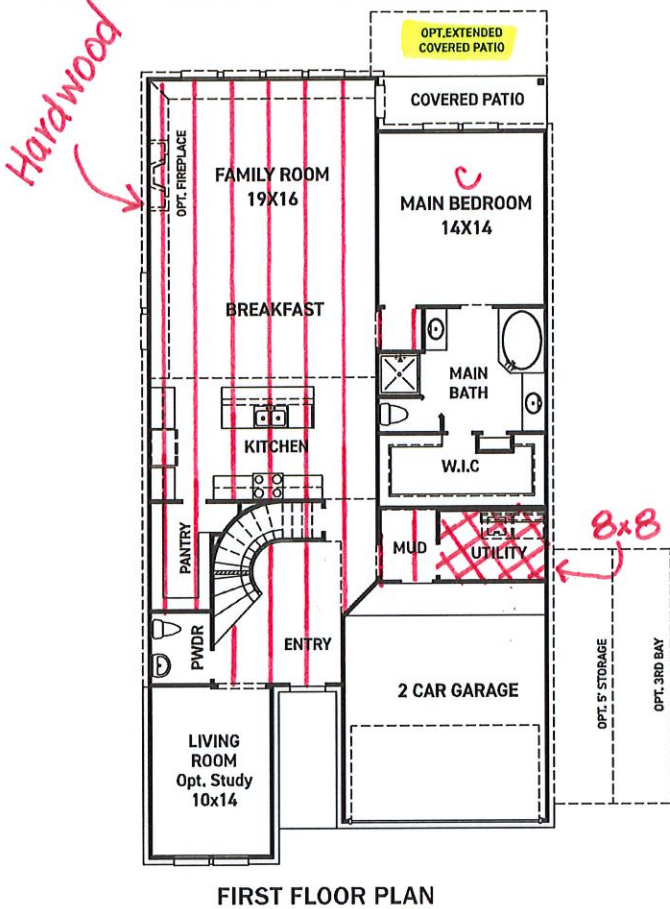 OPT.EXTENDED
COVERED PATIO
Hardwood
COVERED PATIO
OPT. FIREPLACE
FAMILY ROOM
19X16
C
MAIN BEDROOM
14X14
BREAKFAST
MAIN
BATH
KITCHEN
W.I.C
PANTRY
MUD
UTILITY
8x8
PWDR
ENTRY
2 CAR GARAGE
OPT. 5' STORAGE
OPT. 3RD BAY
LIVING
ROOM
Opt. Study
10x14
FIRST FLOOR PLAN